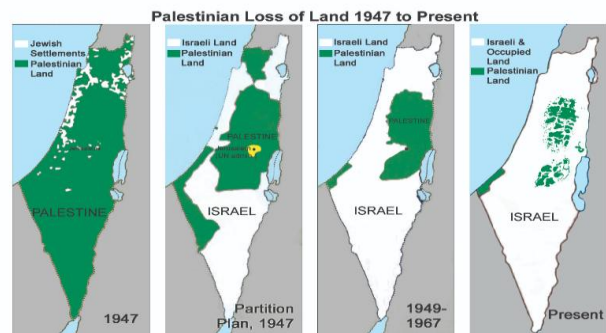 Palestinian Loss of Land 1947 to Present
Jewish
Settlements
Palestinian
Land
PALESTINE
1947
Israeli Land
Palestinian
Land
PALESTINE
ISRAEL
Partition
Plan, 1947
Israeli Land
Palestinian
Land
PALESTINE
ISRAEL
1949-
1967
Israeli &
Occupied
Land
Palestinian
Land
ISRAEL
Present